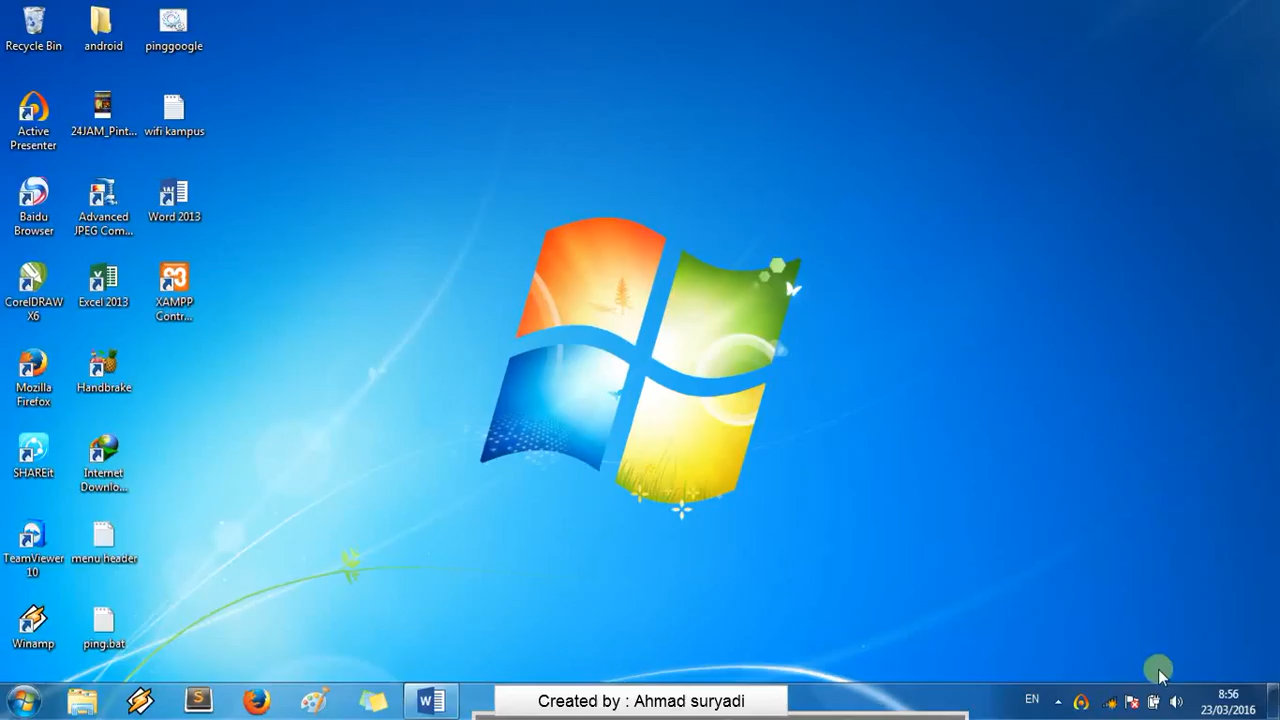 Recycle Bin
android
pinggoogle
Active
Presenter
24JAM_Pint...
wifi kampus
Baidu
Browser
Advanced
JPEG Com...
Word 2013
CorelDRAW
X6
Excel 2013
XAMPP
Contr...
Mozilla
Firefox
Handbrake
SHAREit
Internet
Downlo...
TeamViewer
10
menu header
Winamp
ping.bat
Created by : Ahmad suryadi
EN
8:56
23/03/2016